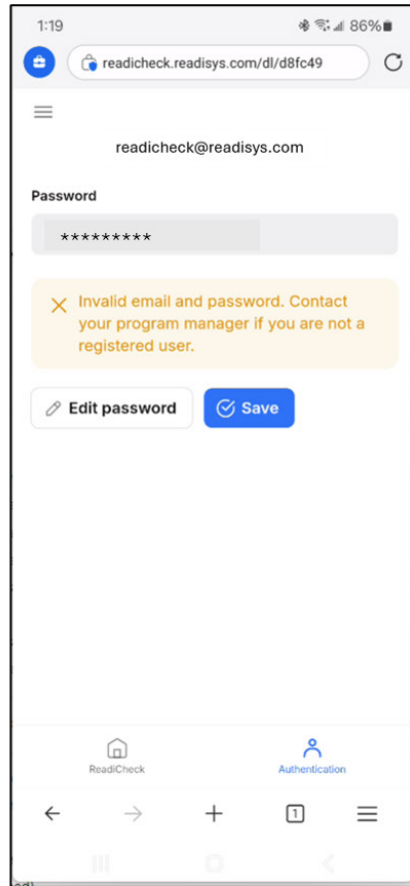 1:19 86%
readicheck.readisys.com/dl/d8fc49
readicheck@readisys.com
Password
*********
Invalid email and password. Contact
your program manager if you are not a
registered user.
Edit password Save
ReadiCheck Authentication
1